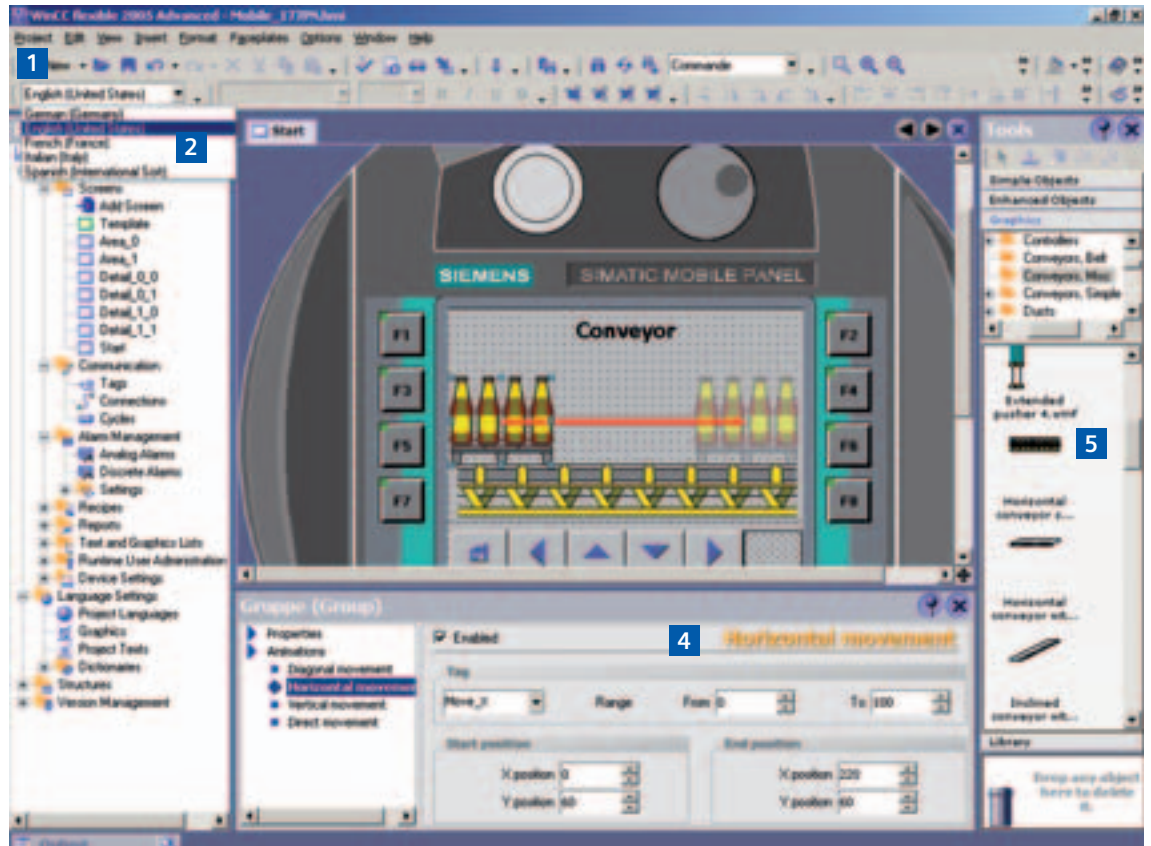 WinCC flexible 2005 Advanced - Mobile_177PN.hmi
Project Edit View Insert Format Faceplates Options Window Help
1
Commande
English (United States)
German (Germany)
English (United States)
French (France)
Italian (Italy)
Spanish (International Sort)
2
Screens
Add Screen
Template
Area_0
Area_1
Detail_0_0
Detail_0_1
Detail_1_0
Detail_1_1
Start
Communication
Tags
Connections
Cycles
Alarm Management
Analog Alarms
Discrete Alarms
Settings
Recipes
Reports
Text and Graphics Lists
Runtime User Administration
Device Settings
Language Settings
Project Languages
Graphics
Project Texts
Dictionaries
Structures
Version Management
Output
Start
SIEMENS
SIMATIC MOBILE PANEL
Conveyor
F1
F2
F3
F4
F5
F6
F7
F8
Gruppe (Group)
Properties
Animations
Diagonal movement
Horizontal movemen
Vertical movement
Direct movement
Enabled
4
Horizontal movement
Tag
Move_X
Range
From 0
To 100
Start position
X position 0
Y position 60
End position
X position 220
Y position 60
Tools
Simple Objects
Enhanced Objects
Graphics
Controllers
Conveyors, Belt
Conveyors, Misc
Conveyors, Simple
Ducts
Extended
pusher 4.wmf
5
Horizontal
conveyor c...
Horizontal
conveyor wit...
Inclined
conveyor wit...
Library
Drop any object
here to delete
it.